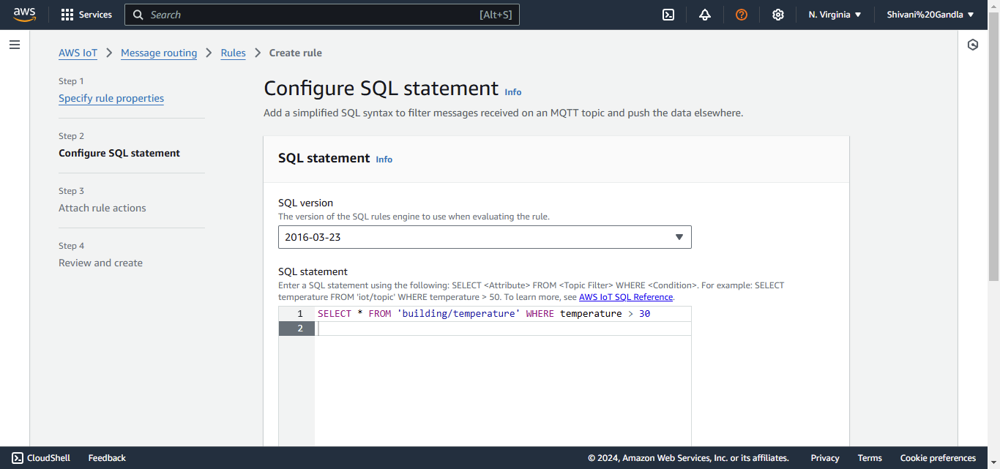 aws Services Search [Alt+S] N. Virginia Shivani%20Gandla
AWS IoT > Message routing > Rules > Create rule
Step 1
Specify rule properties
Step 2
Configure SQL statement
Step 3
Attach rule actions
Step 4
Review and create
Configure SQL statement Info
Add a simplified SQL syntax to filter messages received on an MQTT topic and push the data elsewhere.
SQL statement Info
SQL version
The version of the SQL rules engine to use when evaluating the rule.
2016-03-23
SQL statement
Enter a SQL statement using the following: SELECT <Attribute> FROM <Topic Filter> WHERE <Condition>. For example: SELECT
temperature FROM 'iot/topic' WHERE temperature > 50. To learn more, see AWS IoT SQL Reference.
1 SELECT * FROM 'building/temperature' WHERE temperature > 30
2
CloudShell Feedback © 2024, Amazon Web Services, Inc. or its affiliates. Privacy Terms Cookie preferences